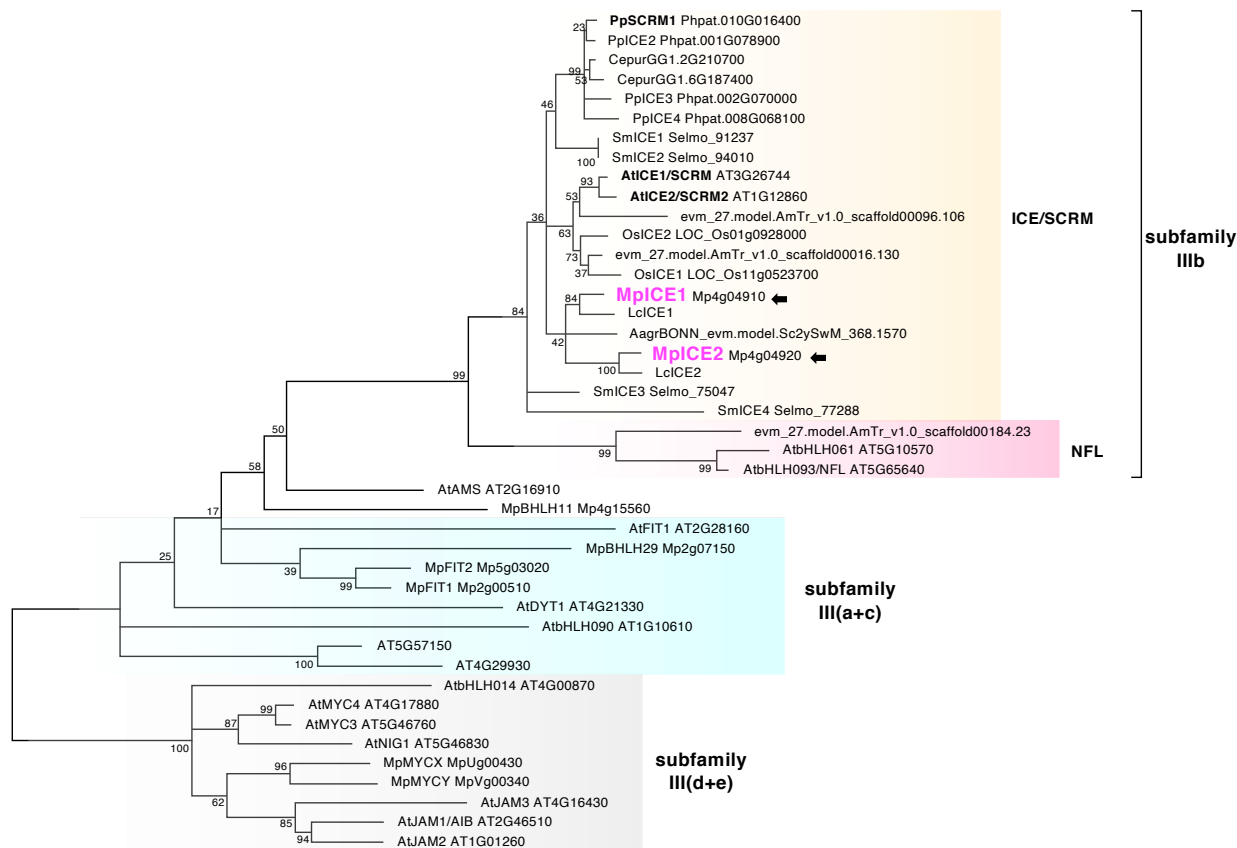 PpSCRM1 Phpat.010G016400
23
PpICE2 Phpat.001G078900
CepurGG1.2G210700
99
53
CepurGG1.6G187400
PpICE3 Phpat.002G070000
46
PpICE4 Phpat.008G068100
SmICE1 Selmo_91237
SmICE2 Selmo_94010
100
AtICE1/SCRM AT3G26744
93
AtICE2/SCRM2 AT1G12860
53
evm_27.model.AmTr_v1.0_scaffold00096.106
36
ICE/SCRM
63
OsICE2 LOC_Os01g0928000
subfamily
IIIb
evm_27.model.AmTr_v1.0_scaffold00016.130
73
37
OsICE1 LOC_Os11g0523700
MpICE1 Mp4g04910
84
LcICE1
84
AagrBONN_evm.model.Sc2ySwM_368.1570
42
MpICE2 Mp4g04920
100
LcICE2
99
SmICE3 Selmo_75047
SmICE4 Selmo_77288
evm_27.model.AmTr_v1.0_scaffold00184.23
50
99
AtbHLH061 AT5G10570
NFL
99
AtbHLH093/NFL AT5G65640
58
AtAMS AT2G16910
MpBHLH11 Mp4g15560
17
AtFIT1 AT2G28160
MpBHLH29 Mp2g07150
25
39
MpFIT2 Mp5g03020
99
MpFIT1 Mp2g00510
subfamily
III(a+c)
AtDYT1 AT4G21330
AtbHLH090 AT1G10610
AT5G57150
100
AT4G29930
AtbHLH014 AT4G00870
99
AtMYC4 AT4G17880
87
AtMYC3 AT5G46760
100
AtNIG1 AT5G46830
96
MpMYCX MpUg00430
subfamily
III(d+e)
MpMYCY MpVg00340
62
AtJAM3 AT4G16430
85
AtJAM1/AIB AT2G46510
94
AtJAM2 AT1G01260